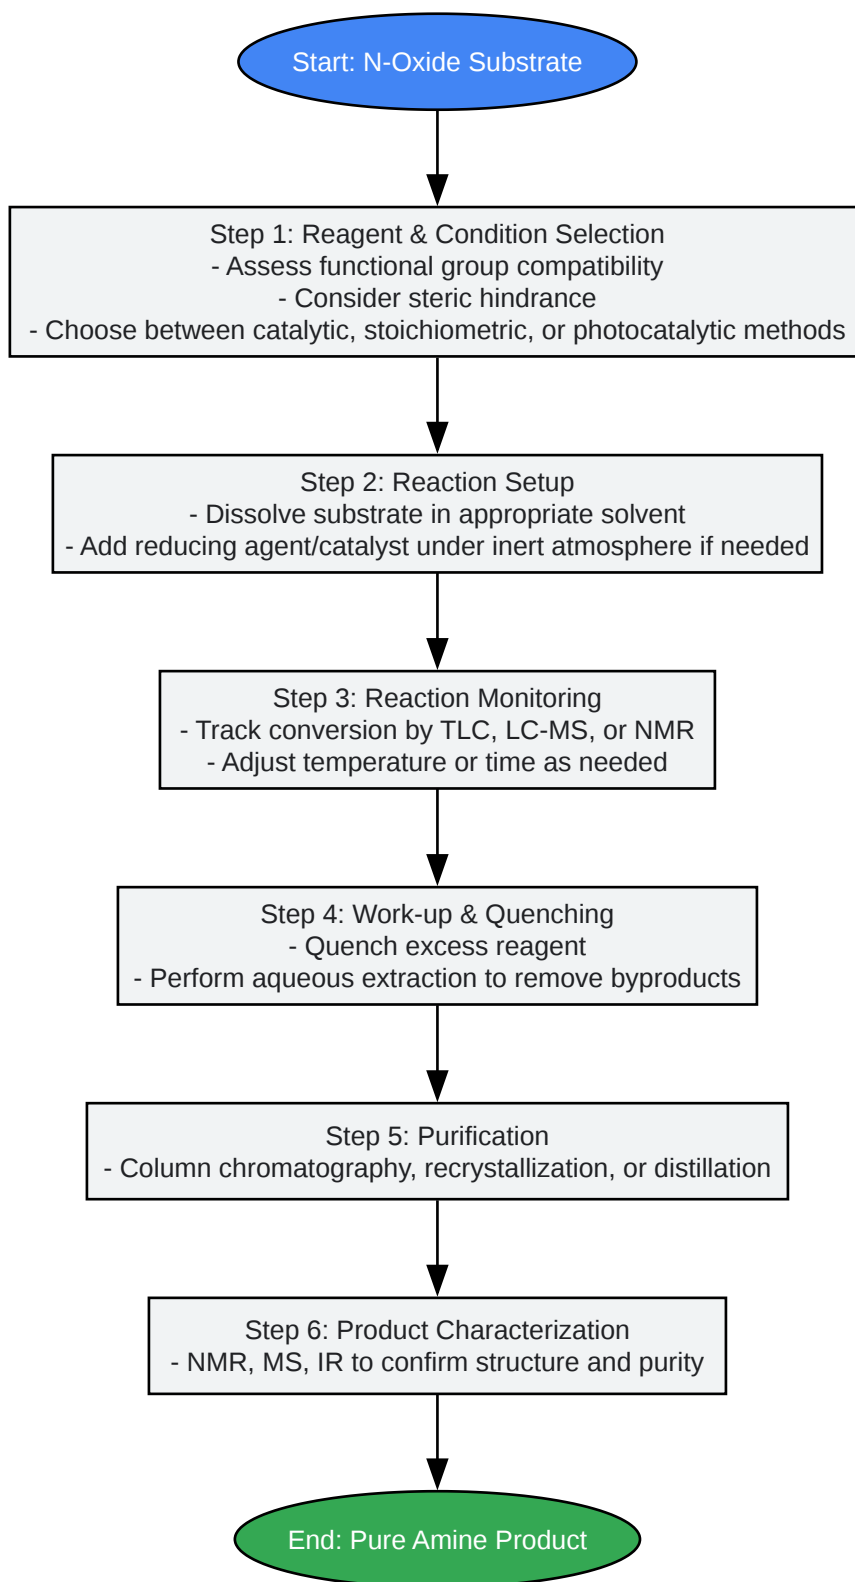 Start: N-Oxide Substrate
Step 1: Reagent & Condition Selection
- Assess functional group compatibility
- Consider steric hindrance
- Choose between catalytic, stoichiometric, or photocatalytic methods
Step 2: Reaction Setup
- Dissolve substrate in appropriate solvent
- Add reducing agent/catalyst under inert atmosphere if needed
Step 3: Reaction Monitoring
- Track conversion by TLC, LC-MS, or NMR
- Adjust temperature or time as needed
Step 4: Work-up & Quenching
- Quench excess reagent
- Perform aqueous extraction to remove byproducts
Step 5: Purification
- Column chromatography, recrystallization, or distillation
Step 6: Product Characterization
- NMR, MS, IR to confirm structure and purity
End: Pure Amine Product